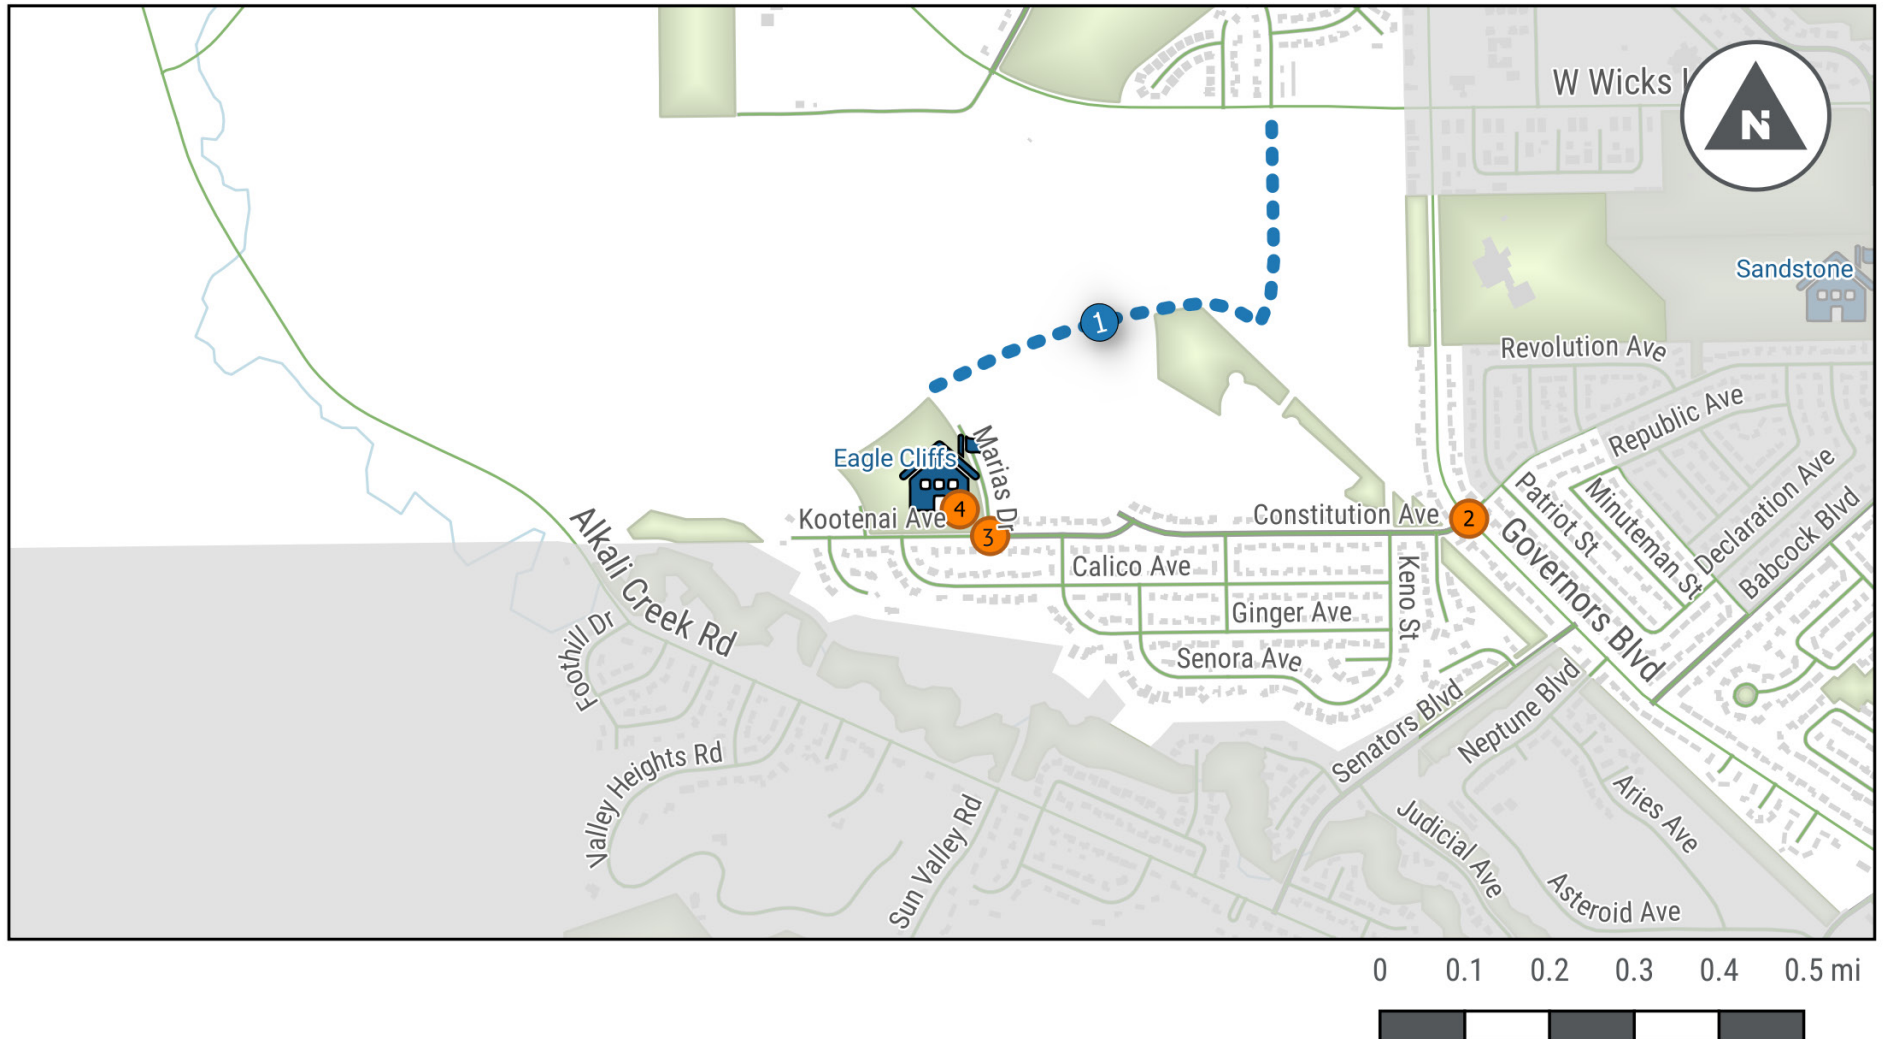 W Wicks
N
Sandstone
1
Revolution Ave
Republic Ave
Eagle Cliffs
Marias Dr
Patriot St
Minuteman St
Declaration Ave
Babcock Blvd
4
Kootenai Ave
3
Constitution Ave
2
Governors Blvd
Alkali Creek Rd
Calico Ave
Keno St
Ginger Ave
Senora Ave
Foothill Dr
Senators Blvd
Neptune Blvd
Valley Heights Rd
Sun Valley Rd
Judicial Ave
Aries Ave
Asteroid Ave
0 0.1 0.2 0.3 0.4 0.5 mi